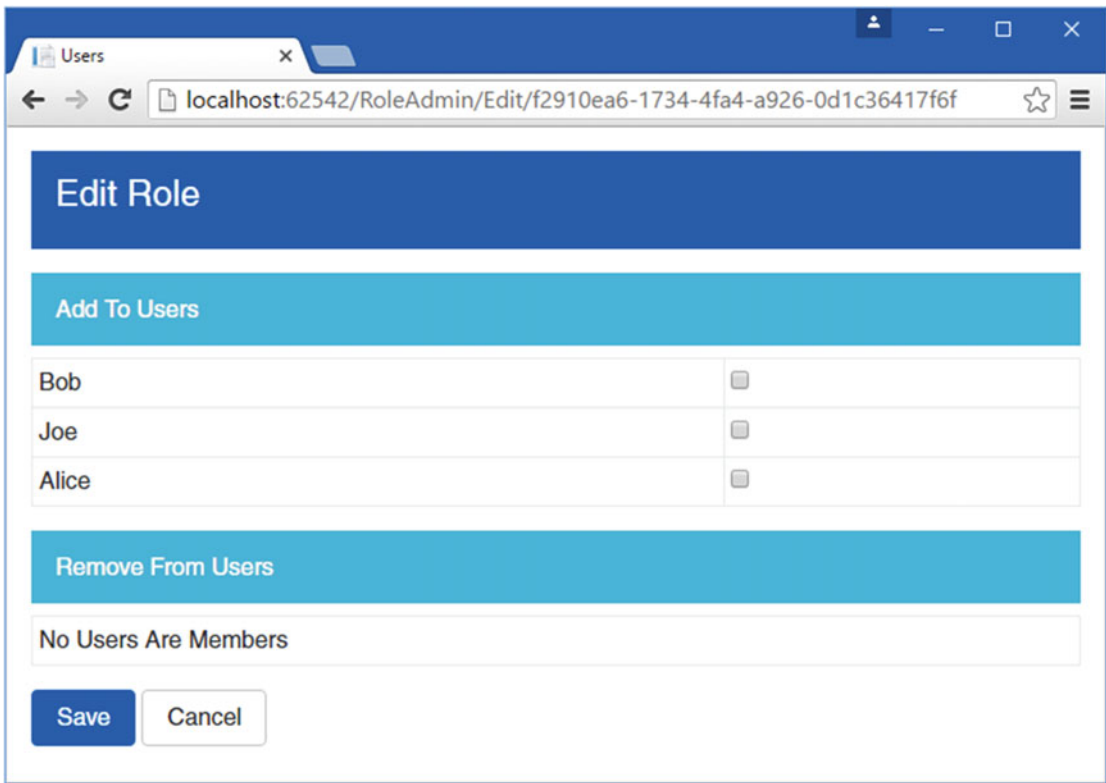 Users
localhost:62542/RoleAdmin/Edit/f2910ea6-1734-4fa4-a926-0d1c36417f6f
Edit Role
Add To Users
Bob
Joe
Alice
Remove From Users
No Users Are Members
Save Cancel